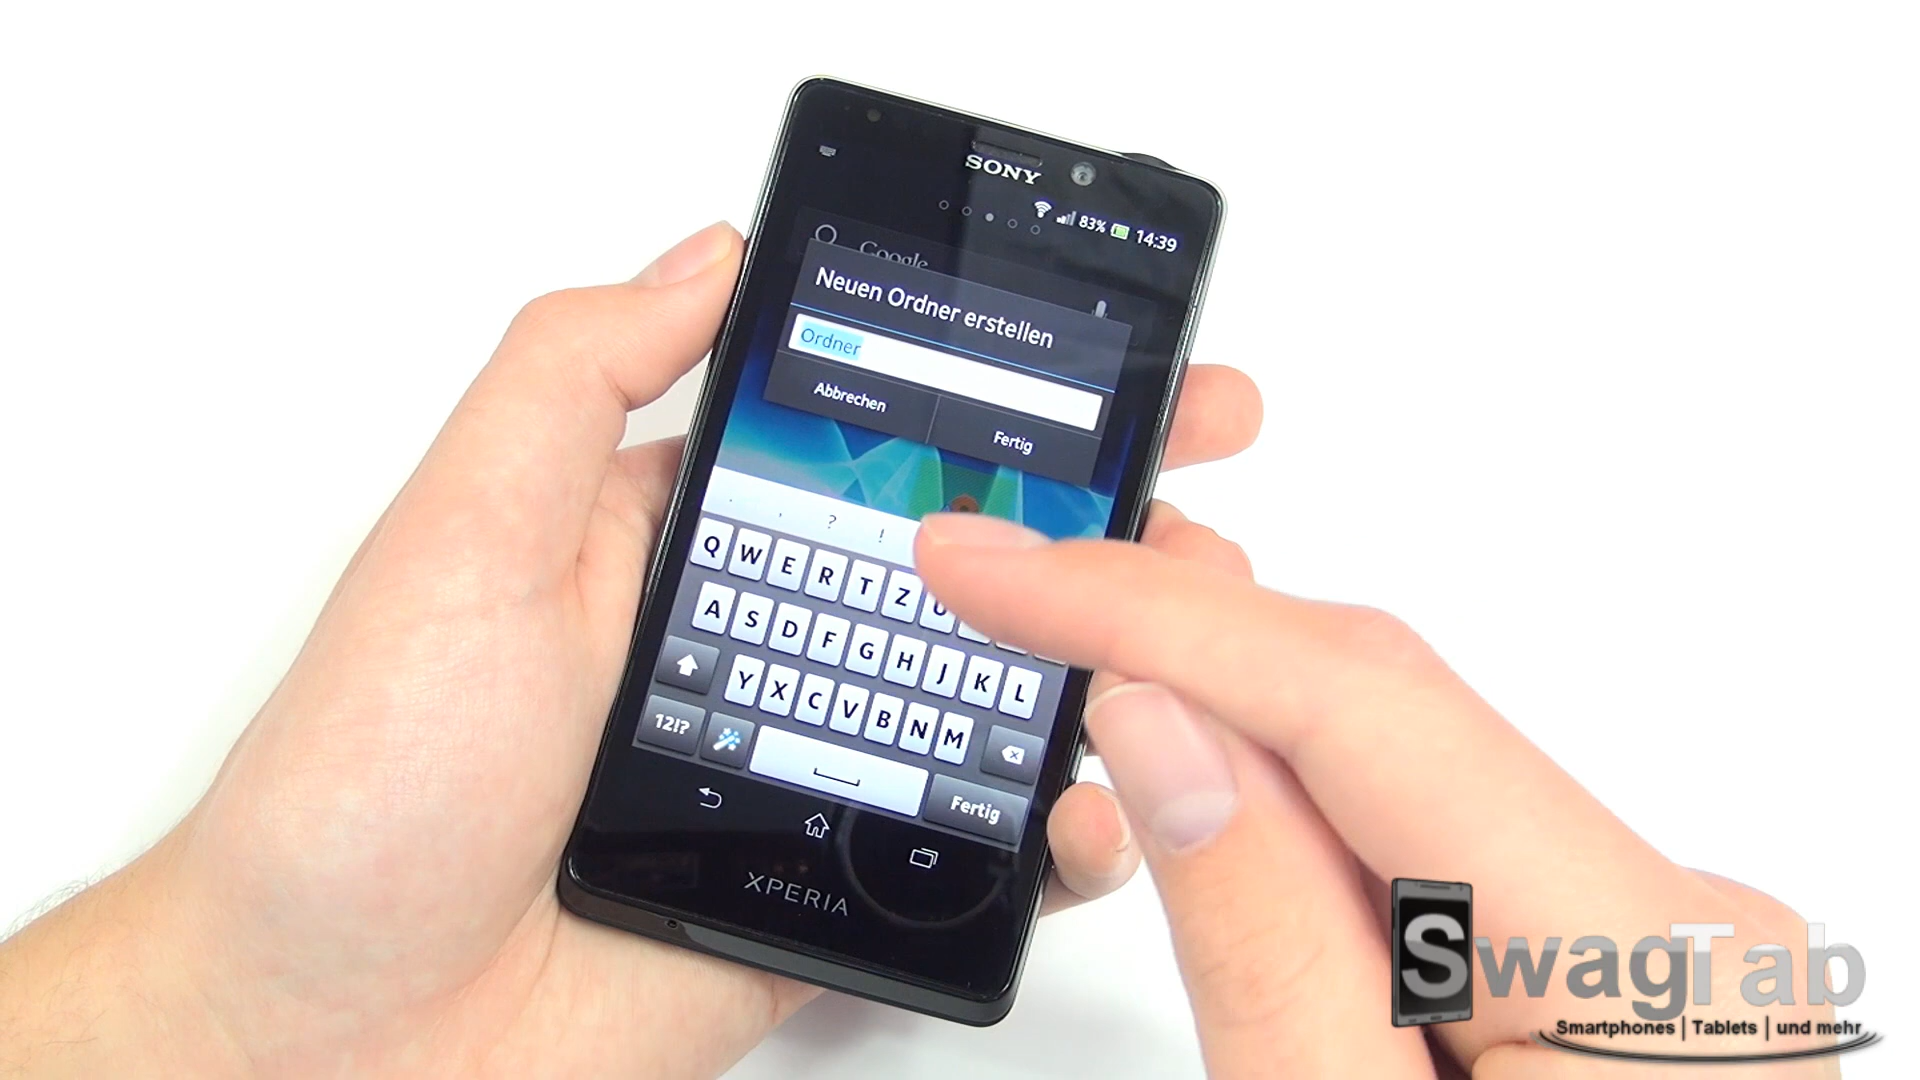 SONY
83% 14:39
Google
Neuen Ordner erstellen
Ordner
Abbrechen
Fertig
. , ? !
Q W E R T Z U
A S D F G H J K L
Y X C V B N M
12!?
Fertig
XPERIA
SwagTab
Smartphones | Tablets | und mehr